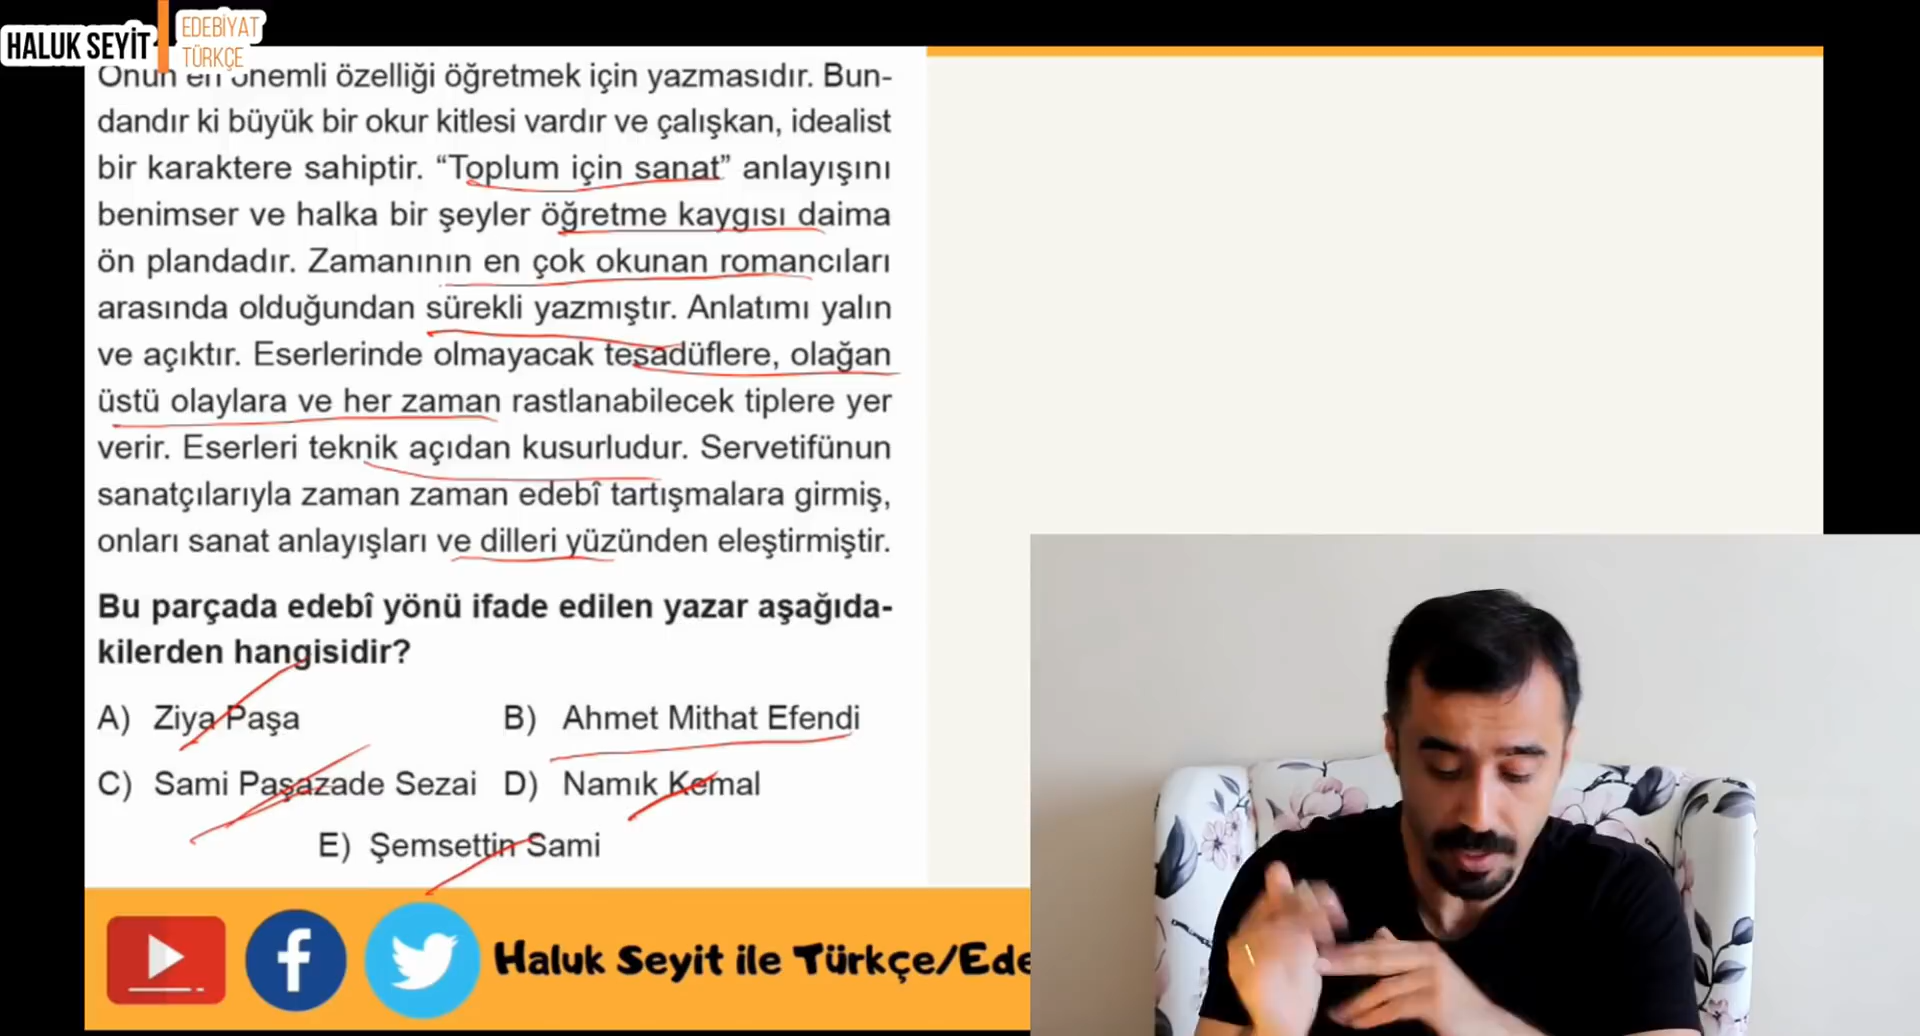 HALUK SEYİT
EDEBİYAT
TÜRKÇE
Onun en önemli özelliği öğretmek için yazmasıdır. Bun-
dandır ki büyük bir okur kitlesi vardır ve çalışkan, idealist
bir karaktere sahiptir. “Toplum için sanat” anlayışını
benimser ve halka bir şeyler öğretme kaygısı daima
ön plandadır. Zamanının en çok okunan romancıları
arasında olduğundan sürekli yazmıştır. Anlatımı yalın
ve açıktır. Eserlerinde olmayacak tesadüflere, olağan
üstü olaylara ve her zaman rastlanabilecek tiplere yer
verir. Eserleri teknik açıdan kusurludur. Servetifünun
sanatçılarıyla zaman zaman edebî tartışmalara girmiş,
onları sanat anlayışları ve dilleri yüzünden eleştirmiştir.
Bu parçada edebî yönü ifade edilen yazar aşağıda-
kilerden hangisidir?
A) Ziya Paşa B) Ahmet Mithat Efendi
C) Sami Paşazade Sezai D) Namık Kemal
E) Şemsettin Sami
Haluk Seyit ile Türkçe/Ede